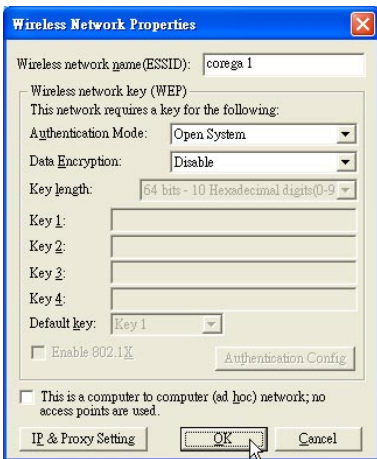 Wireless Network Properties
Wireless network name(ESSID): corega 1
Wireless network key (WEP)
This network requires a key for the following:
Authentication Mode: Open System
Data Encryption: Disable
Key length: 64 bits - 10 Hexadecimal digits(0-9
Key 1:
Key 2:
Key 3:
Key 4:
Default key: Key 1
Enable 802.1X
Authentication Config
This is a computer to computer (ad hoc) network; no
access points are used.
IP & Proxy Setting OK Cancel